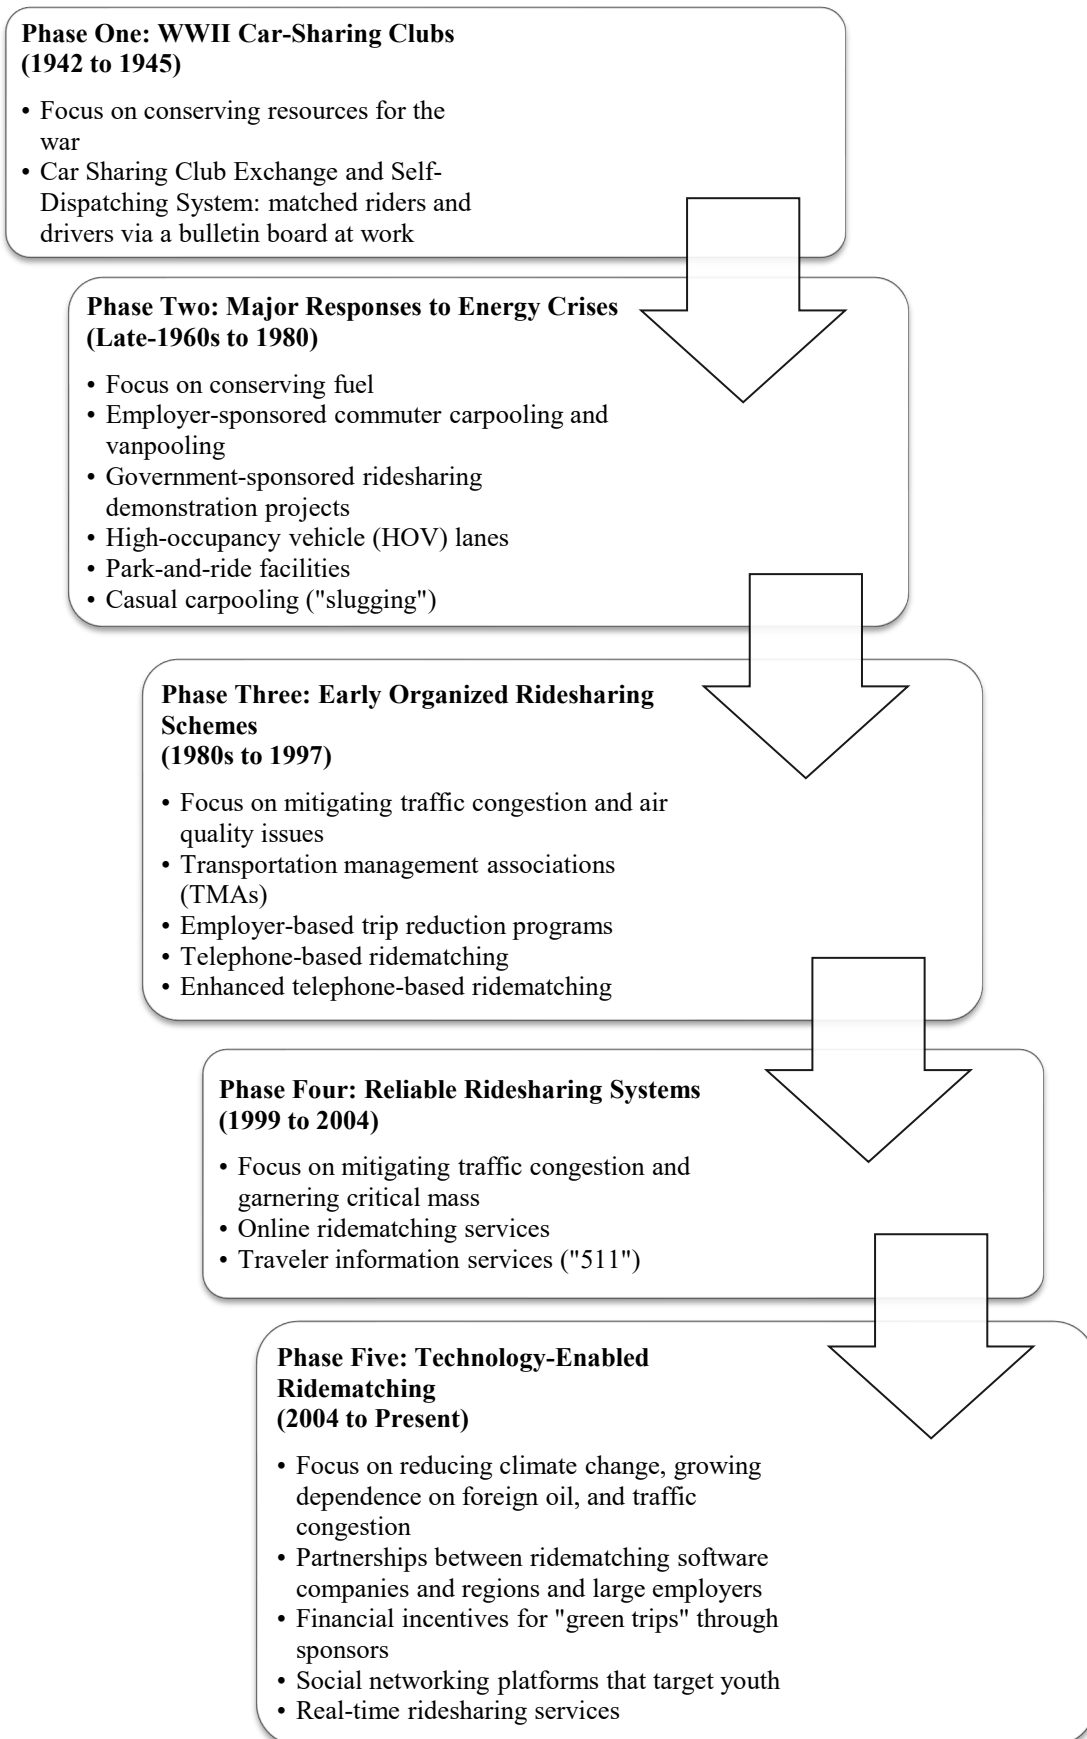 Phase One: WWII Car-Sharing Clubs
(1942 to 1945)
• Focus on conserving resources for the
war
• Car Sharing Club Exchange and Self-
Dispatching System: matched riders and
drivers via a bulletin board at work
Phase Two: Major Responses to Energy Crises
(Late-1960s to 1980)
• Focus on conserving fuel
• Employer-sponsored commuter carpooling and
vanpooling
• Government-sponsored ridesharing
demonstration projects
• High-occupancy vehicle (HOV) lanes
• Park-and-ride facilities
• Casual carpooling ("slugging")
Phase Three: Early Organized Ridesharing
Schemes
(1980s to 1997)
• Focus on mitigating traffic congestion and air
quality issues
• Transportation management associations
(TMAs)
• Employer-based trip reduction programs
• Telephone-based ridematching
• Enhanced telephone-based ridematching
Phase Four: Reliable Ridesharing Systems
(1999 to 2004)
• Focus on mitigating traffic congestion and
garnering critical mass
• Online ridematching services
• Traveler information services ("511")
Phase Five: Technology-Enabled
Ridematching
(2004 to Present)
• Focus on reducing climate change, growing
dependence on foreign oil, and traffic
congestion
• Partnerships between ridematching software
companies and regions and large employers
• Financial incentives for "green trips" through
sponsors
• Social networking platforms that target youth
• Real-time ridesharing services